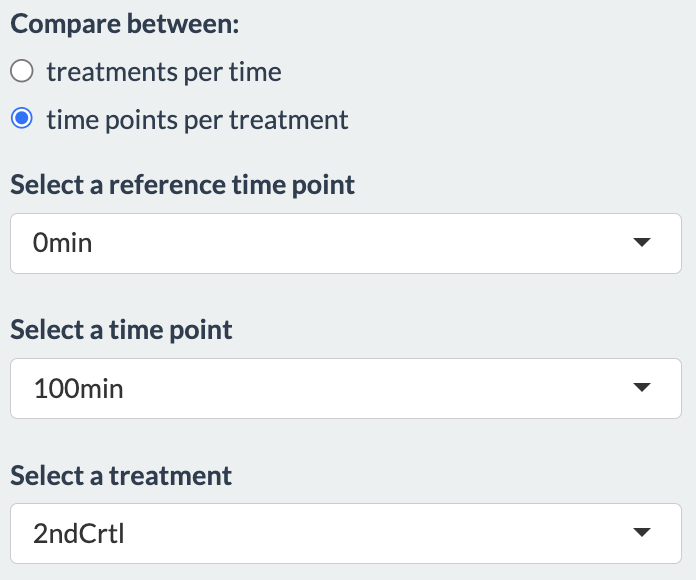 Compare between:
treatments per time
time points per treatment
Select a reference time point
0min
Select a time point
100min
Select a treatment
2ndCrtl